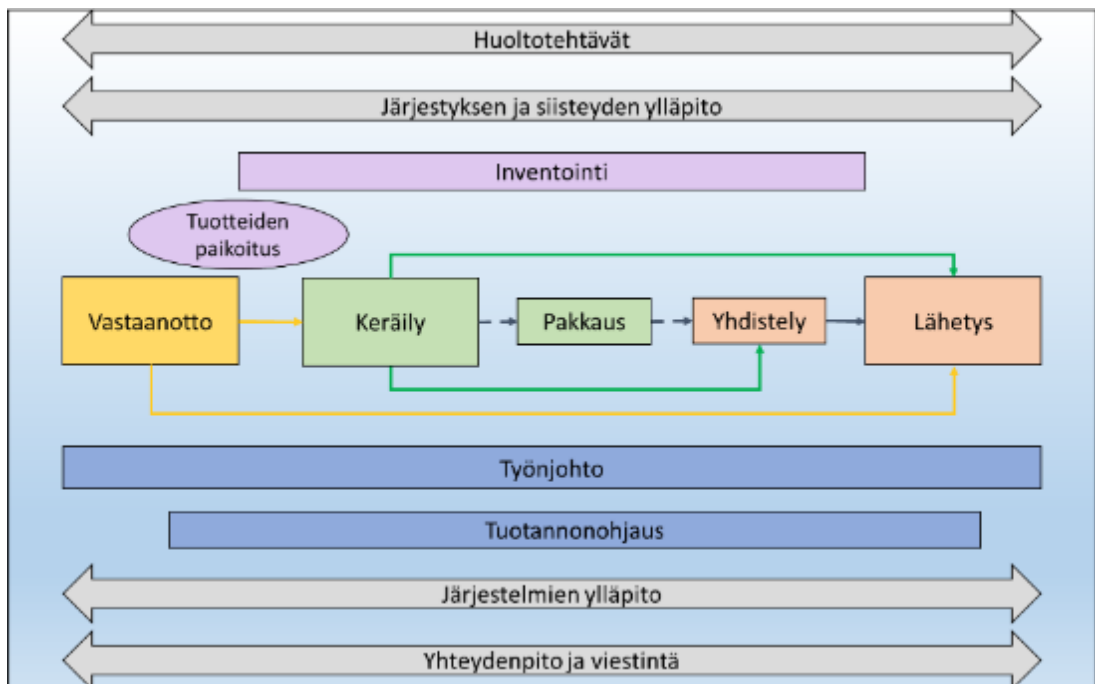 Huoltotehtävät
Järjestyksen ja siisteyden ylläpito
Inventointi
Tuotteiden
paikoitus
Vastaanotto
Keräily
Pakkaus
Yhdistely
Lähetys
Työnjohto
Tuotannonohjaus
Järjestelmien ylläpito
Yhteydenpito ja viestintä